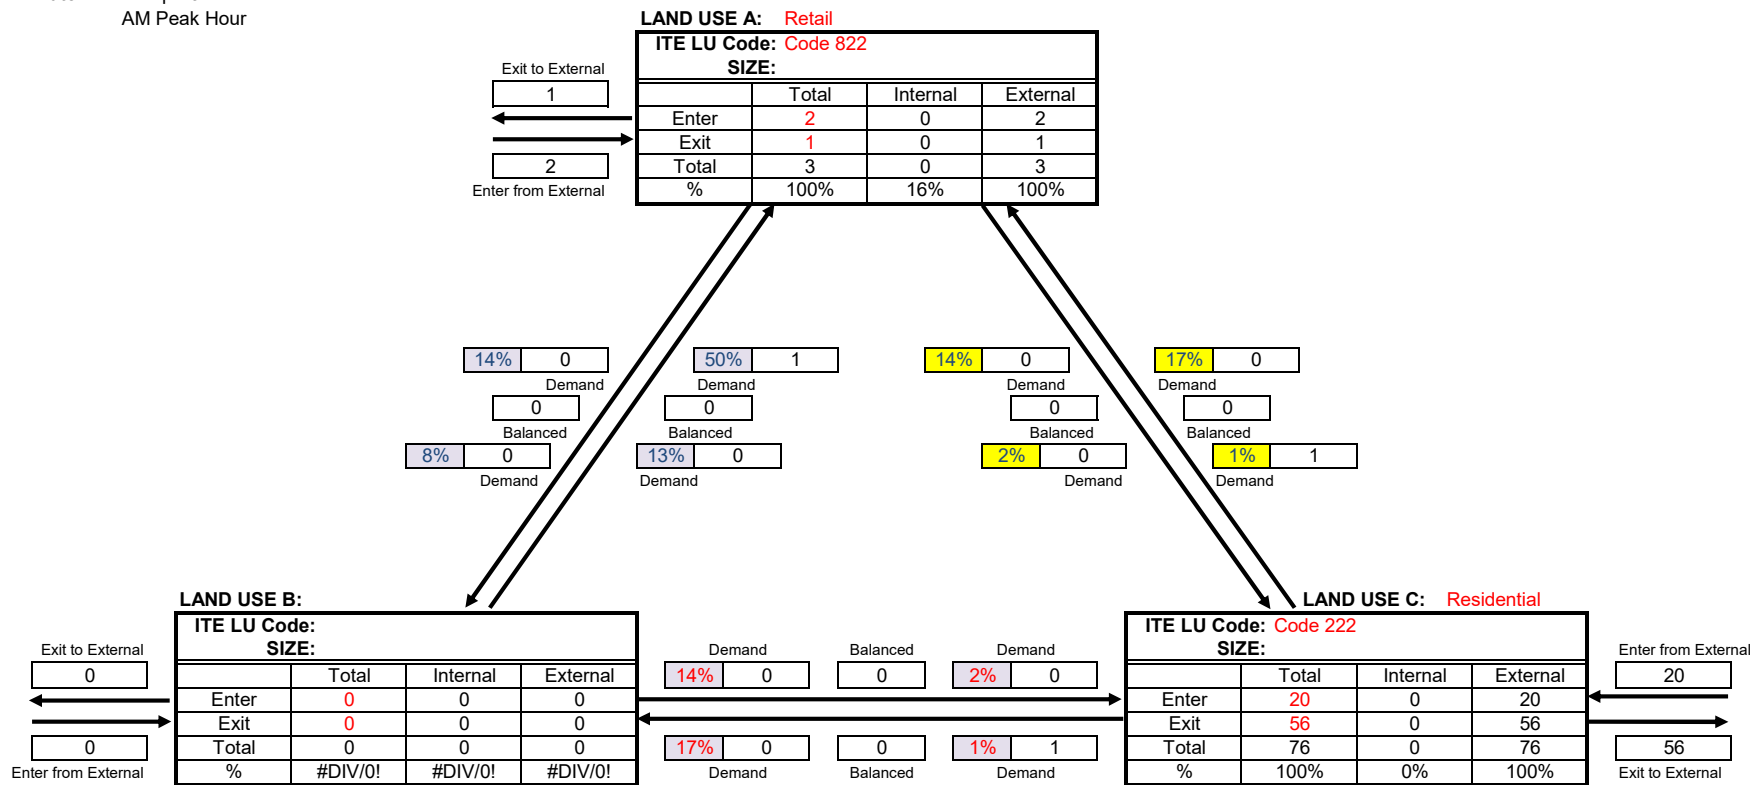 AM Peak Hour
LAND USE A: Retail
ITE LU Code: Code 822
SIZE:
Total Internal External
Enter 2 0 2
Exit 1 0 1
Total 3 0 3
% 100% 16% 100%
Exit to External
1
2
Enter from External
14% 0
Demand
0
Balanced
8% 0
Demand
50% 1
Demand
0
Balanced
13% 0
Demand
14% 0
Demand
0
Balanced
2% 0
Demand
17% 0
Demand
0
Balanced
1% 1
Demand
LAND USE B:
ITE LU Code:
SIZE:
Total Internal External
Enter 0 0 0
Exit 0 0 0
Total 0 0 0
% #DIV/0! #DIV/0! #DIV/0!
Exit to External
0
0
Enter from External
Demand Balanced Demand
14% 0 0 2% 0
17% 0 0 1% 1
Demand Balanced Demand
LAND USE C: Residential
ITE LU Code: Code 222
SIZE:
Total Internal External
Enter 20 0 20
Exit 56 0 56
Total 76 0 76
% 100% 0% 100%
Enter from External
20
56
Exit to External